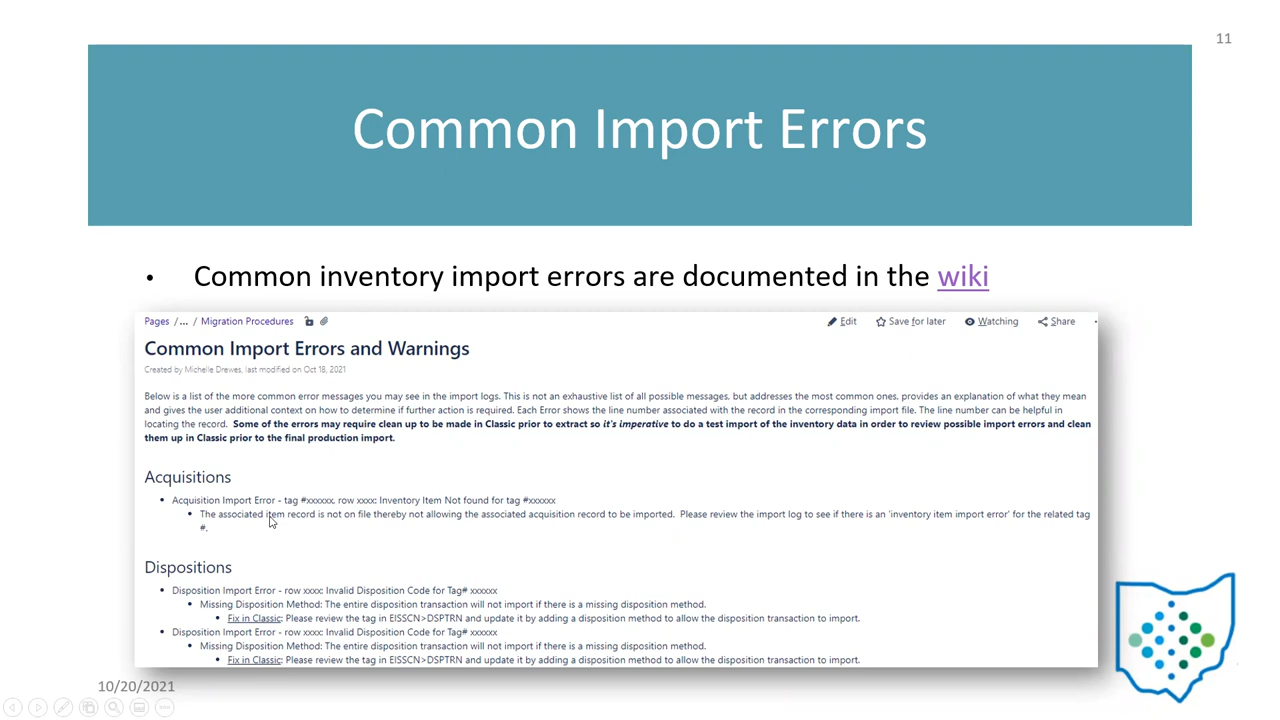 11
Common Import Errors
• Common inventory import errors are documented in the wiki
Pages /... / Migration Procedures
Edit Save for later Watching Share
Common Import Errors and Warnings
Created by Michelle Drewes, last modified on Oct 18, 2021
Below is a list of the more common error messages you may see in the import logs. This is not an exhaustive list of all possible messages, but addresses the most common ones, provides an explanation of what they mean
and gives the user additional context on how to determine if further action is required. Each Error shows the line number associated with the record in the corresponding import file. The line number can be helpful in
locating the record. Some of the errors may require clean up to be made in Classic prior to extract so it's imperative to do a test import of the inventory data in order to review possible import errors and clean
them up in Classic prior to the final production import.
Acquisitions
• Acquisition Import Error - tag #xxxxxx, row xxxx: Inventory Item Not found for tag #xxxxxx
• The associated item record is not on file thereby not allowing the associated acquisition record to be imported. Please review the import log to see if there is an 'inventory item import error' for the related tag
#.
Dispositions
• Disposition Import Error - row xxxx: Invalid Disposition Code for Tag# xxxxxx
• Missing Disposition Method: The entire disposition transaction will not import if there is a missing disposition method.
• Fix in Classic: Please review the tag in EISSCN>DSPTRN and update it by adding a disposition method to allow the disposition transaction to import.
• Disposition Import Error - row xxxx: Invalid Disposition Code for Tag# xxxxxx
• Missing Disposition Method: The entire disposition transaction will not import if there is a missing disposition method.
• Fix in Classic: Please review the tag in EISSCN>DSPTRN and update it by adding a disposition method to allow the disposition transaction to import.
10/20/2021